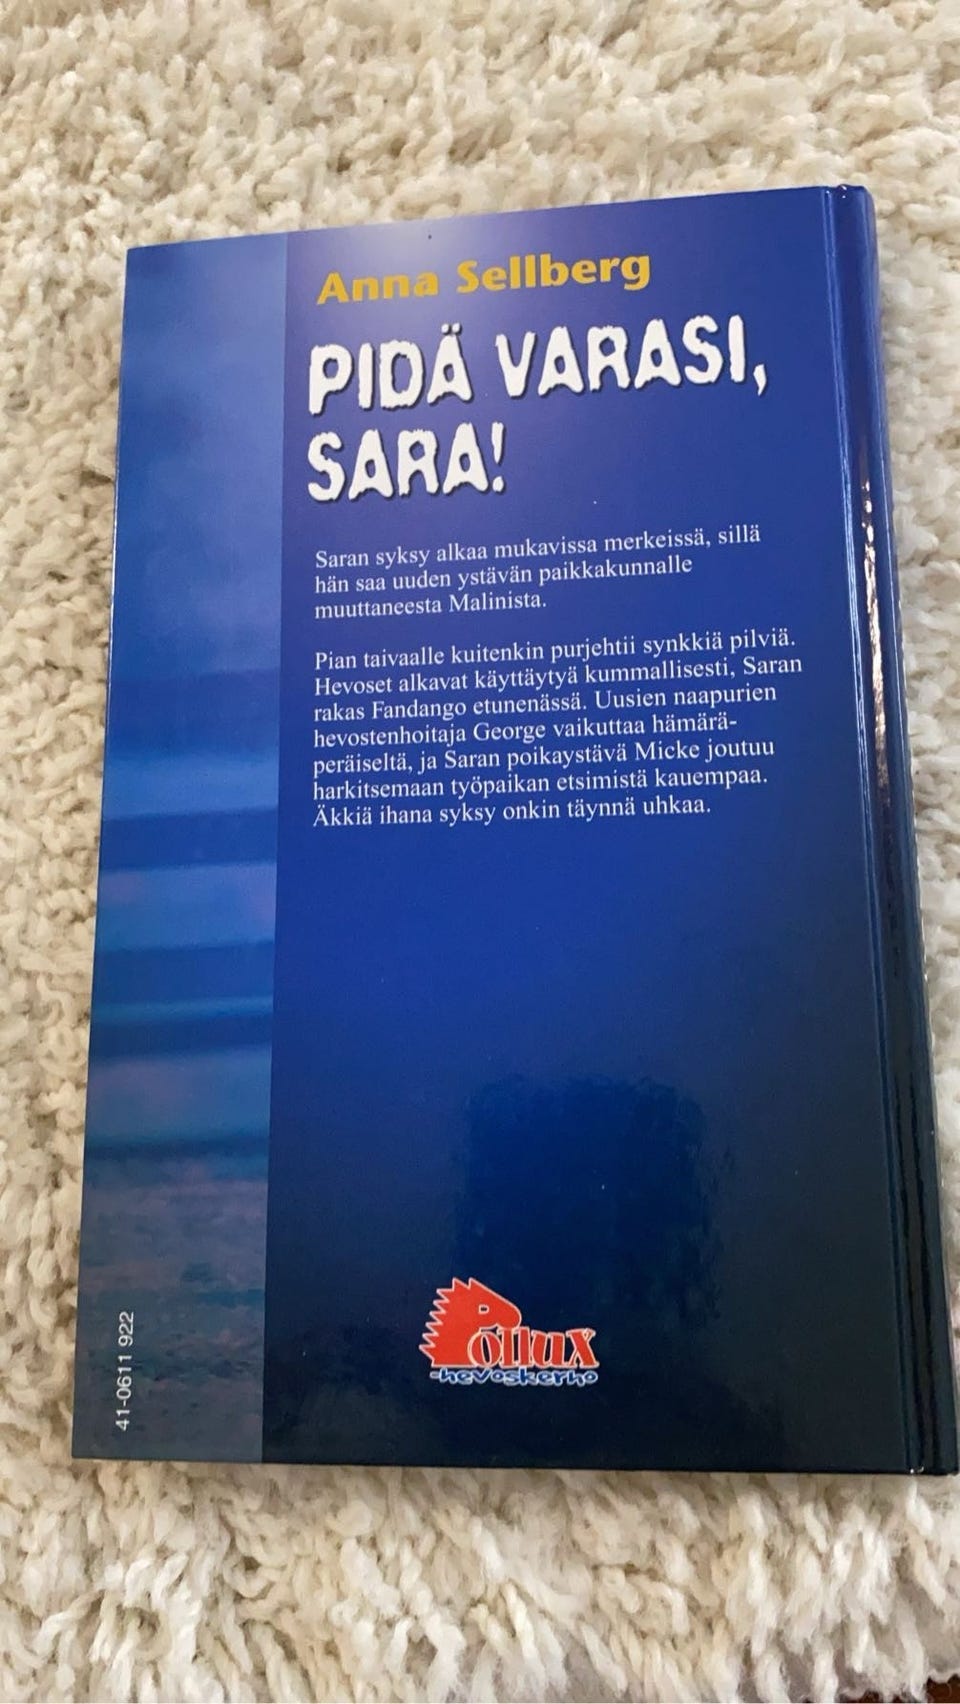 Anna Sellberg
PIDÄ VARASI,
SARA!
Saran syksy alkaa mukavissa merkeissä, sillä
hän saa uuden ystävän paikkakunnalle
muuttaneesta Malinista.
Pian taivaalle kuitenkin purjehtii synkkiä pilviä.
Hevoset alkavat käyttäytyä kummallisesti, Saran
rakas Fandango etunenässä. Uusien naapurien
hevostenhoitaja George vaikuttaa hämärä-
peräiseltä, ja Saran poikaystävä Micke joutuu
harkitsemaan työpaikan etsimistä kauempaa.
Äkkiä ihana syksy onkin täynnä uhkaa.
Pollux
-hevoskerho
41-0611 922